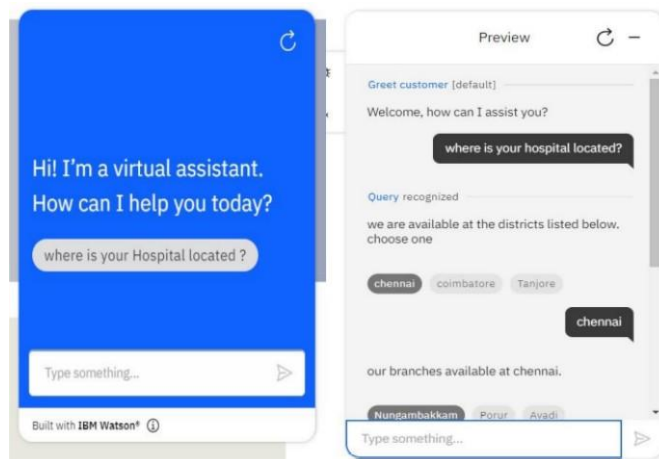 Hi! I'm a virtual assistant.
How can I help you today?
where is your Hospital located ?
Type something...
Built with IBM Watson®
Preview
Greet customer [default]
Welcome, how can I assist you?
where is your hospital located?
Query recognized
we are available at the districts listed below.
choose one
chennai coimbatore Tanjore
chennai
our branches available at chennai.
Nungambakkam Porur Avadi
Type something...